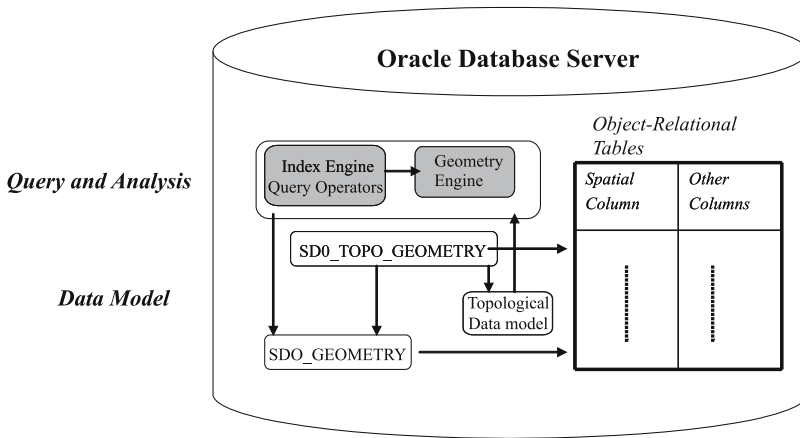 Oracle Database Server
Object-Relational
Tables
Query and Analysis
Index Engine
Query Operators
Geometry
Engine
Spatial
Column
Other
Columns
SD0_TOPO_GEOMETRY
Data Model
Topological
Data model
SDO_GEOMETRY